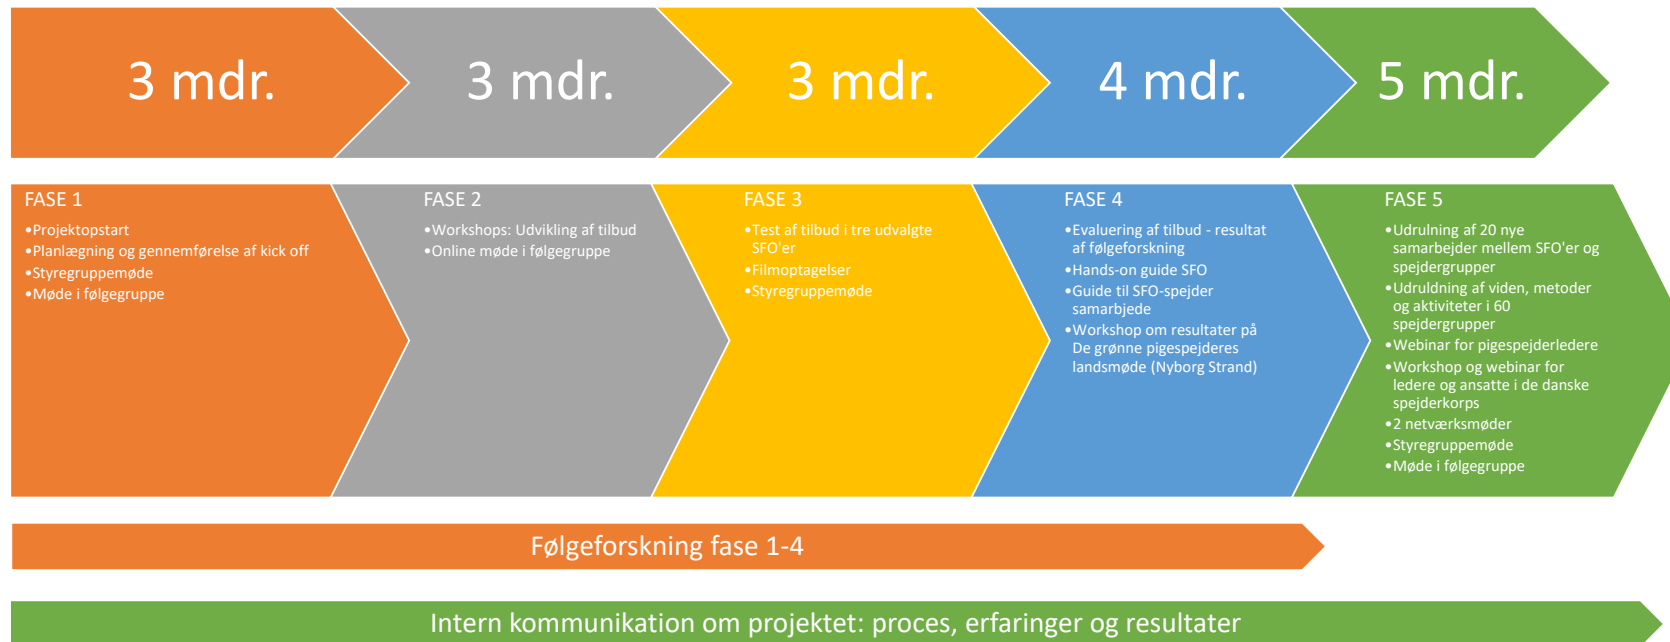 3 mdr.
3 mdr.
3 mdr.
4 mdr.
5 mdr.
FASE 1
•Projektopstart
•Planlægning og gennemførelse af kick off
•Styregruppemøde
•Møde i følgegruppe
FASE 2
•Workshops: Udvikling af tilbud
•Online møde i følgegruppe
FASE 3
•Test af tilbud i tre udvalgte
SFO'er
•Filmoptagelser
•Styregruppemøde
FASE 4
•Evaluering af tilbud - resultat
af følgeforskning
•Hands-on guide SFO
•Guide til SFO-spejder
samarbjede
•Workshop om resultater på
De grønne pigespejderes
landsmøde (Nyborg Strand)
FASE 5
•Udrulning af 20 nye
samarbejder mellem SFO'er og
spejdergrupper
•Udruldning af viden, metoder
og aktiviteter i 60
spejdergrupper
•Webinar for pigespejderledere
•Workshop og webinar for
ledere og ansatte i de danske
spejderkorps
•2 netværksmøder
•Styregruppemøde
•Møde i følgegruppe
Følgeforskning fase 1-4
Intern kommunikation om projektet: proces, erfaringer og resultater